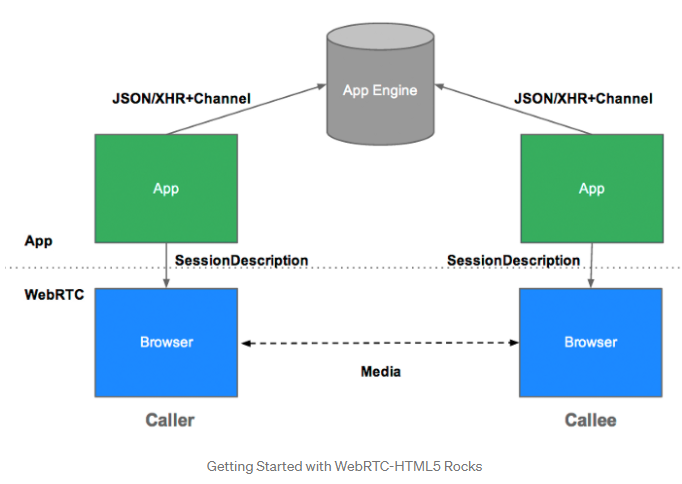 App Engine
JSON/XHR+Channel
JSON/XHR+Channel
App
App
App
SessionDescription
SessionDescription
WebRTC
Browser
Browser
Media
Caller
Callee
Getting Started with WebRTC-HTML5 Rocks